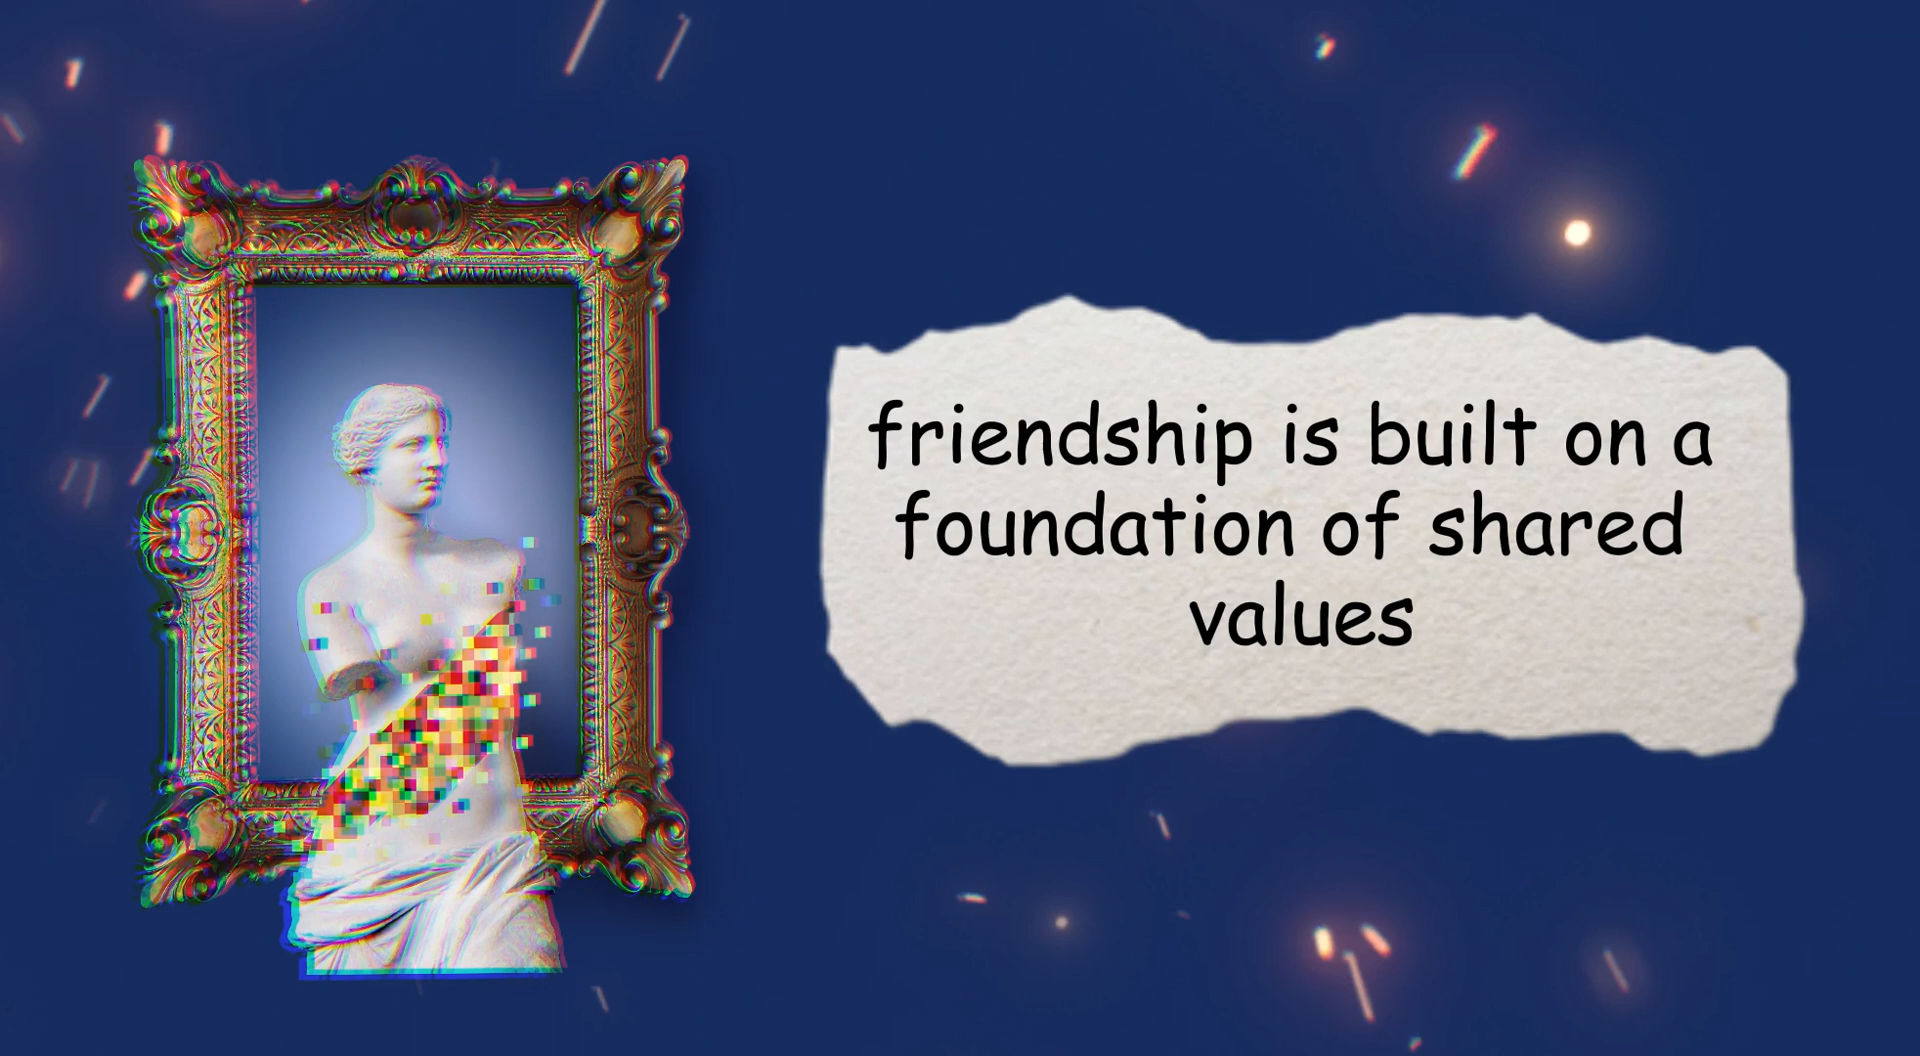 friendship is built on a
foundation of shared
values